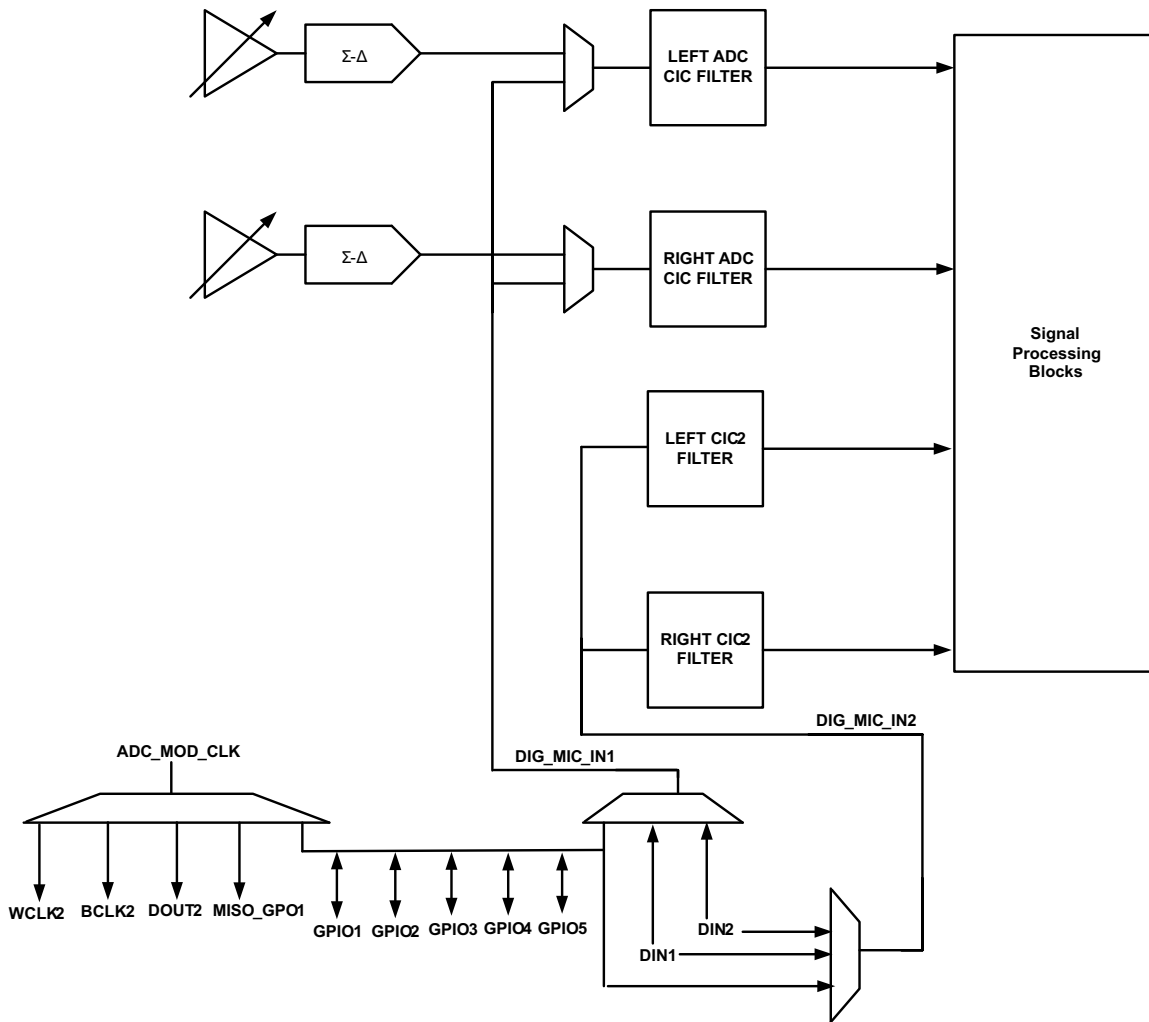 Σ-Δ
LEFT ADC
CIC FILTER
Σ-Δ
RIGHT ADC
CIC FILTER
Signal
Processing
Blocks
LEFT CIC2
FILTER
RIGHT CIC2
FILTER
DIG_MIC_IN2
ADC_MOD_CLK
DIG_MIC_IN1
WCLK2
BCLK2
DOUT2
MISO_GPO1
GPIO1
GPIO2
GPIO3
GPIO4
GPIO5
DIN2
DIN1